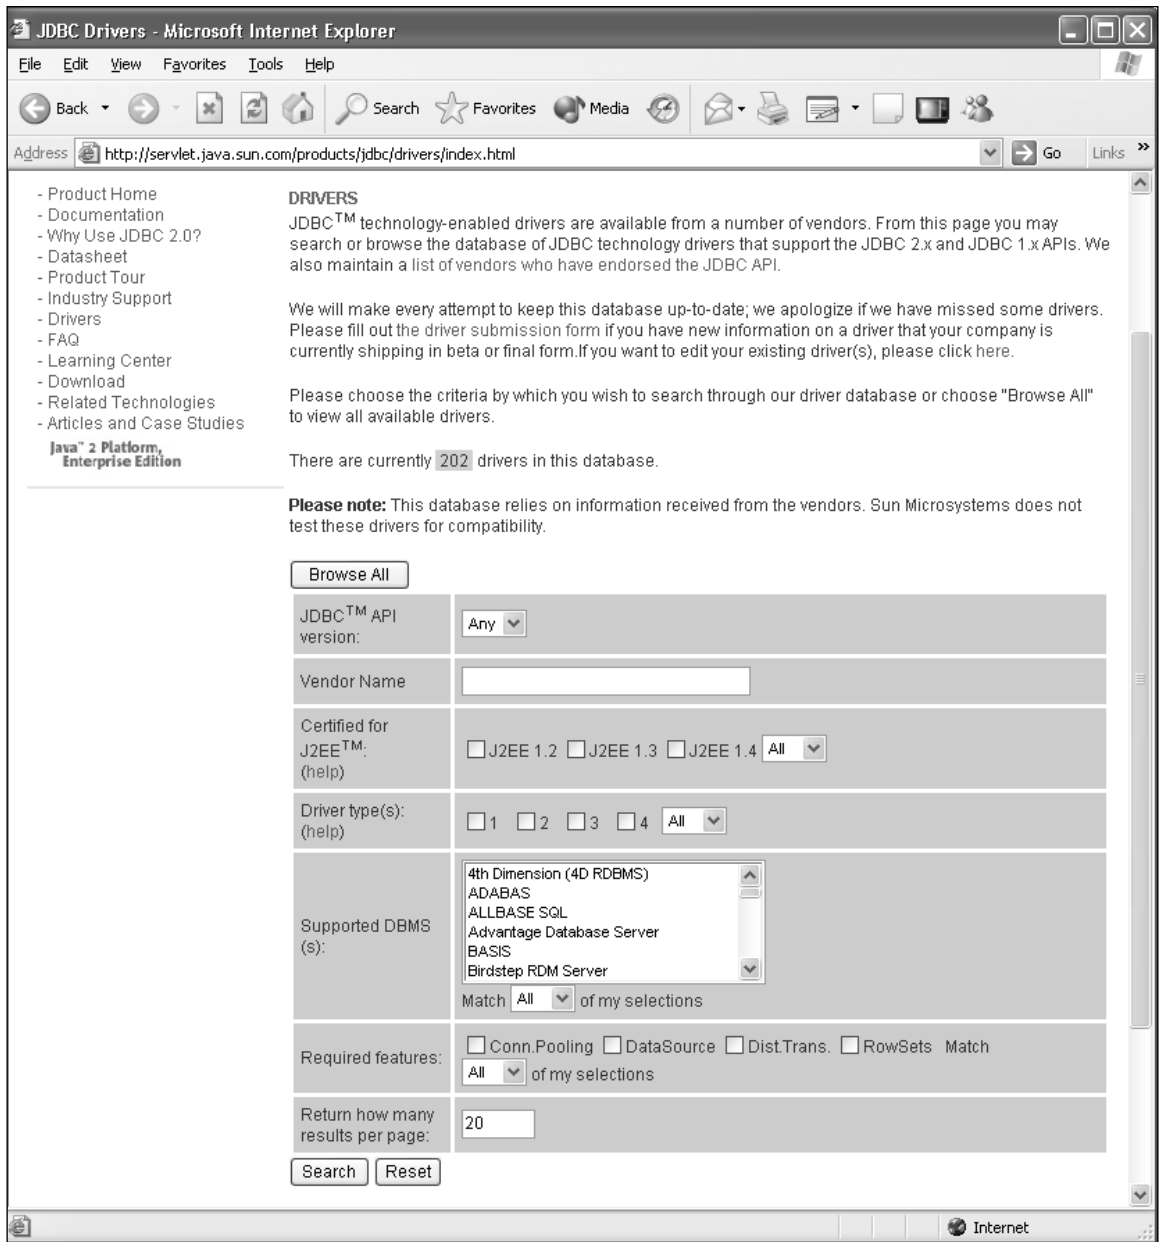 JDBC Drivers - Microsoft Internet Explorer
File Edit View Favorites Tools Help
Back Search Favorites Media
Address http://servlet.java.sun.com/products/jdbc/drivers/index.html Go Links »
- Product Home
- Documentation
- Why Use JDBC 2.0?
- Datasheet
- Product Tour
- Industry Support
- Drivers
- FAQ
- Learning Center
- Download
- Related Technologies
- Articles and Case Studies
Java™ 2 Platform,
Enterprise Edition
DRIVERS
JDBC™ technology-enabled drivers are available from a number of vendors. From this page you may
search or browse the database of JDBC technology drivers that support the JDBC 2.x and JDBC 1.x APIs. We
also maintain a list of vendors who have endorsed the JDBC API.
We will make every attempt to keep this database up-to-date; we apologize if we have missed some drivers.
Please fill out the driver submission form if you have new information on a driver that your company is
currently shipping in beta or final form.If you want to edit your existing driver(s), please click here.
Please choose the criteria by which you wish to search through our driver database or choose "Browse All"
to view all available drivers.
There are currently 202 drivers in this database.
Please note: This database relies on information received from the vendors. Sun Microsystems does not
test these drivers for compatibility.
Browse All
JDBC™ API
version:
Any
Vendor Name
Certified for
J2EE™:
(help)
J2EE 1.2 J2EE 1.3 J2EE 1.4 All
Driver type(s):
(help)
1 2 3 4 All
Supported DBMS
(s):
4th Dimension (4D RDBMS)
ADABAS
ALLBASE SQL
Advantage Database Server
BASIS
Birdstep RDM Server
Match All of my selections
Required features:
Conn.Pooling DataSource Dist.Trans. RowSets Match
All of my selections
Return how many
results per page:
20
Search Reset
Internet